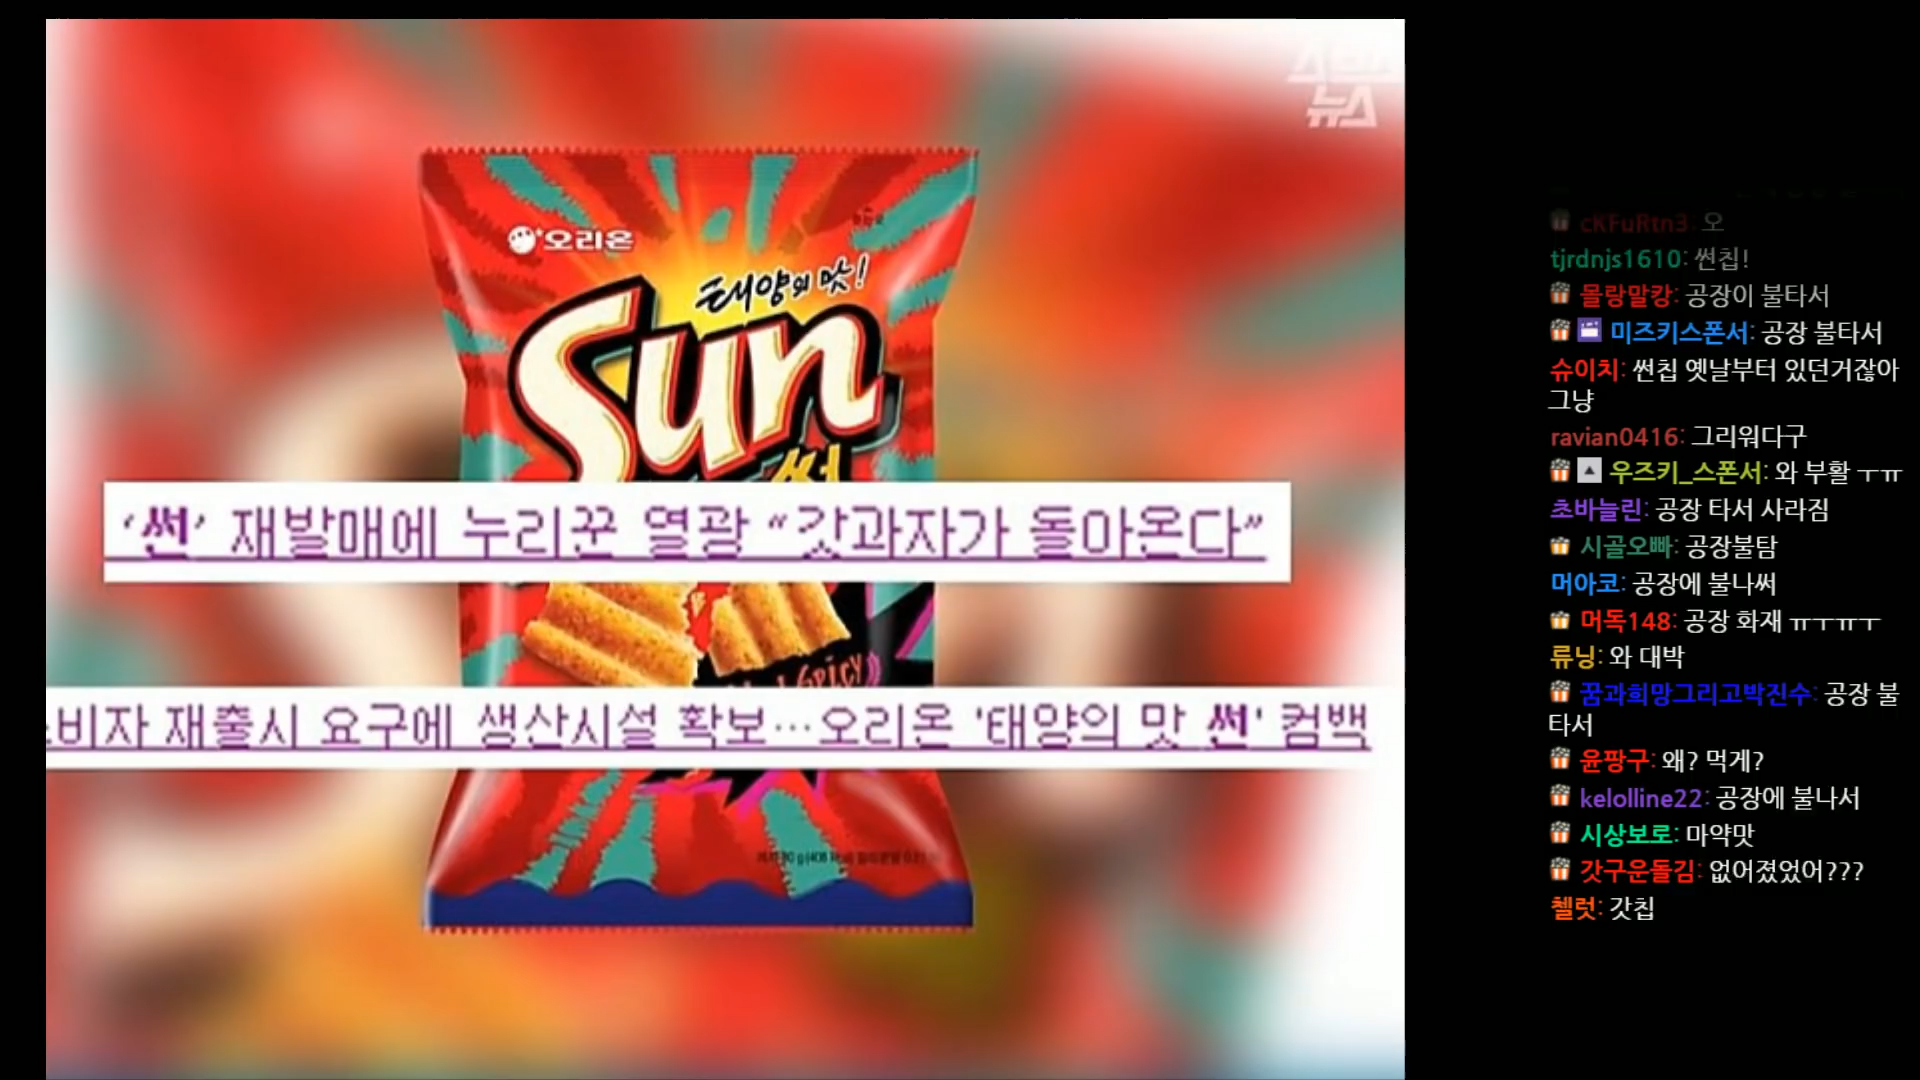 스브스
뉴스
오리온
태양의 맛!
Sun
썬
'썬' 재발매에 누리꾼 열광 “갓과자가 돌아온다”
SPICY
비자 재출시 요구에 생산시설 확보…오리온 '태양의 맛 썬' 컴백
cKFuRtn3: 오
tjrdnjs1610: 썬칩!
몰랑말캉: 공장이 불타서
미즈키스폰서: 공장 불타서
슈이치: 썬칩 옛날부터 있던거잖아
그냥
ravian0416: 그리워다구
우즈키_스폰서: 와 부활 ㅜㅠ
초바늘린: 공장 타서 사라짐
시골오빠: 공장불탐
머아코: 공장에 불나써
머독148: 공장 화재 ㅠㅜㅠㅜ
류닝: 와 대박
꿈과희망그리고박진수: 공장 불
타서
윤팡구: 왜? 먹게?
kelolline22: 공장에 불나서
시상보로: 마약맛
갓구운돌김: 없어졌었어???
첼럿: 갓칩